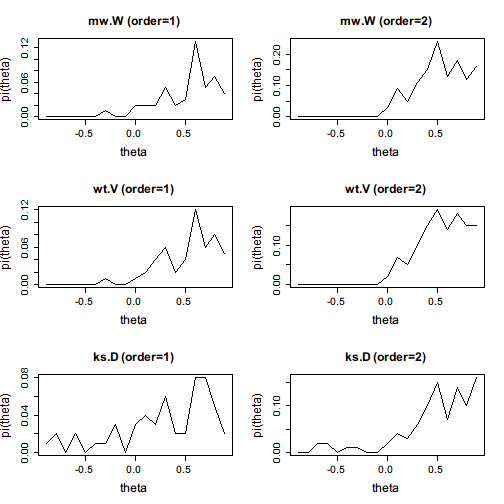 mw.W (order=1)
pi(theta)
0.00 0.06 0.12
-0.5 0.0 0.5
theta
mw.W (order=2)
pi(theta)
0.00 0.10 0.20
-0.5 0.0 0.5
theta
wt.V (order=1)
pi(theta)
0.00 0.06 0.12
-0.5 0.0 0.5
theta
wt.V (order=2)
pi(theta)
0.00 0.10
-0.5 0.0 0.5
theta
ks.D (order=1)
pi(theta)
0.00 0.04 0.08
-0.5 0.0 0.5
theta
ks.D (order=2)
pi(theta)
0.00 0.10
-0.5 0.0 0.5
theta